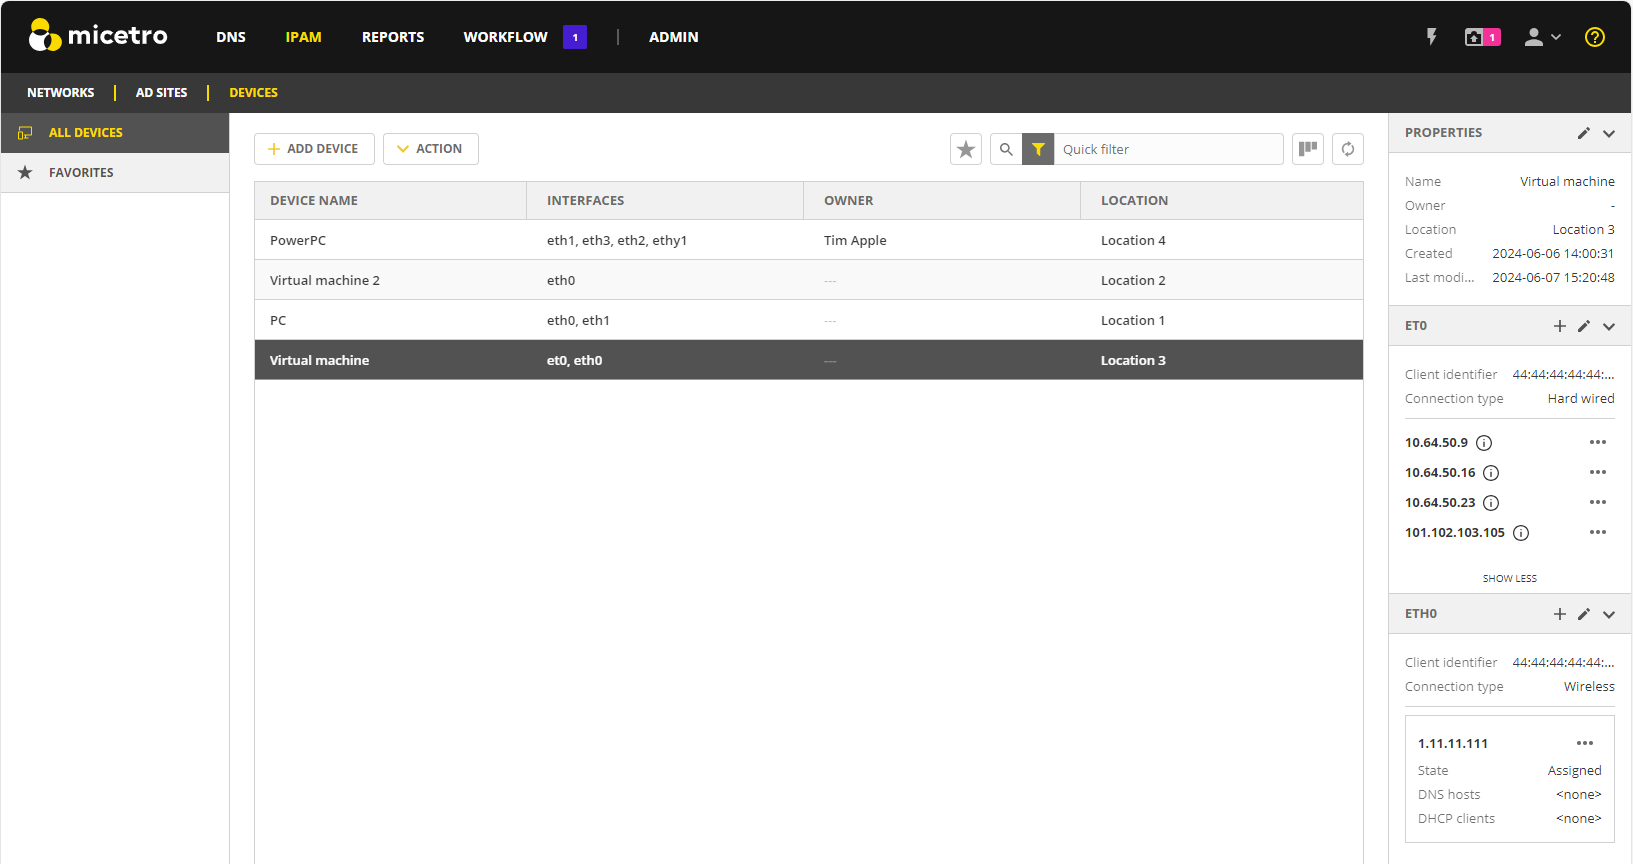 micetro DNS IPAM REPORTS WORKFLOW 1 | ADMIN 1 ?
NETWORKS | AD SITES | DEVICES
ALL DEVICES
FAVORITES
ADD DEVICE ACTION Quick filter
DEVICE NAME INTERFACES OWNER LOCATION
PowerPC eth1, eth3, eth2, ethy1 Tim Apple Location 4
Virtual machine 2 eth0 --- Location 2
PC eth0, eth1 --- Location 1
Virtual machine et0, eth0 --- Location 3
PROPERTIES
Name Virtual machine
Owner -
Location Location 3
Created 2024-06-06 14:00:31
Last modi... 2024-06-07 15:20:48
ET0
Client identifier 44:44:44:44:44:...
Connection type Hard wired
10.64.50.9
10.64.50.16
10.64.50.23
101.102.103.105
SHOW LESS
ETH0
Client identifier 44:44:44:44:44:...
Connection type Wireless
1.11.11.111
State Assigned
DNS hosts <none>
DHCP clients <none>